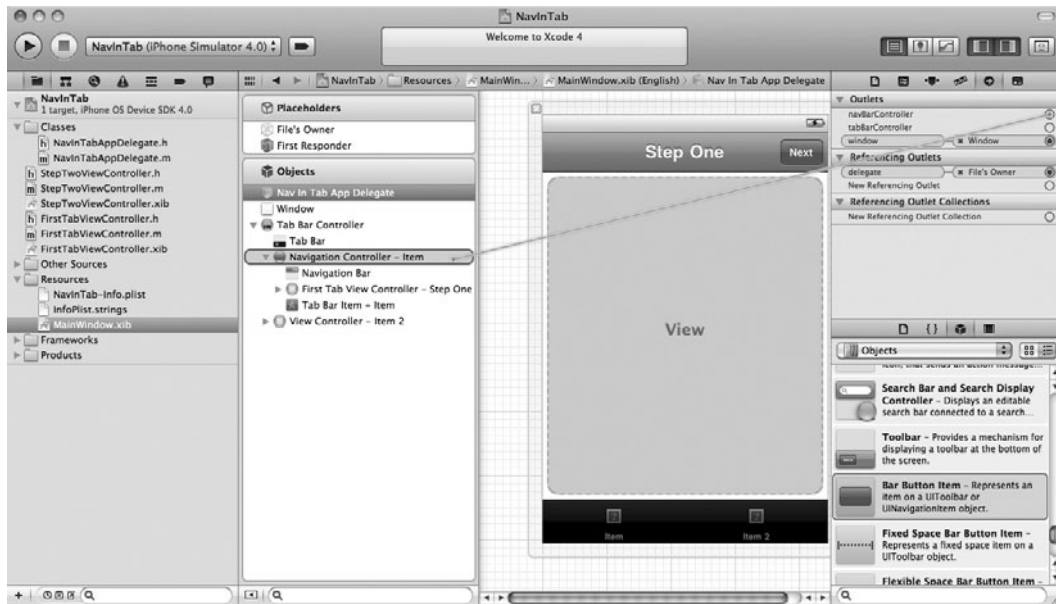 NavInTab
NavInTab (iPhone Simulator 4.0)
Welcome to Xcode 4
NavInTab
Resources
MainWin...
MainWindow.xib (English)
Nav In Tab App Delegate
NavInTab
1 target, iPhone OS Device SDK 4.0
Classes
NavInTabAppDelegate.h
NavInTabAppDelegate.m
StepTwoViewController.h
StepTwoViewController.m
StepTwoViewController.xib
FirstTabViewController.h
FirstTabViewController.m
FirstTabViewController.xib
Other Sources
Resources
NavInTab-Info.plist
InfoPlist.strings
MainWindow.xib
Frameworks
Products
Placeholders
File's Owner
First Responder
Objects
Nav In Tab App Delegate
Window
Tab Bar Controller
Tab Bar
Navigation Controller - Item
Navigation Bar
First Tab View Controller - Step One
Tab Bar Item - Item
View Controller - Item 2
Step One
Next
View
Item
Item 2
Outlets
navBarController
tabBarController
window
Window
Referencing Outlets
delegate
File's Owner
New Referencing Outlet
Referencing Outlet Collections
New Referencing Outlet Collection
Objects
Search Bar and Search Display
Controller - Displays an editable
search bar connected to a search...
Toolbar - Provides a mechanism for
displaying a toolbar at the bottom of
the screen.
Bar Button Item - Represents an
item on a UIToolbar or
UINavigationItem object.
Fixed Space Bar Button Item -
Represents a fixed space item on a
UIToolbar object.
Flexible Space Bar Button Item -